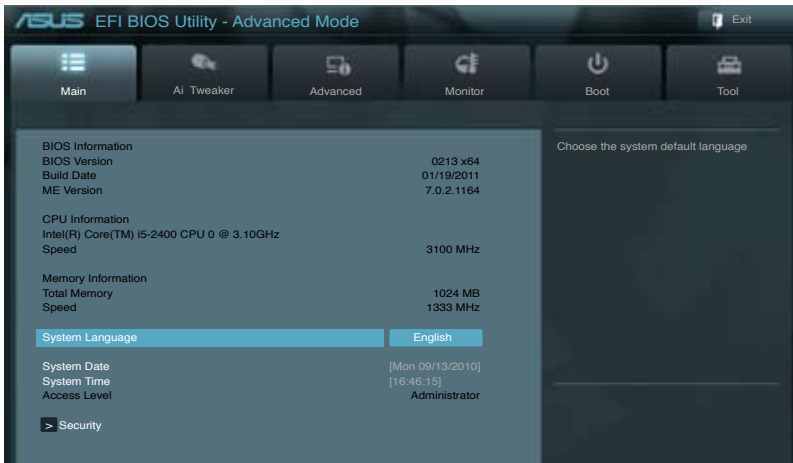 ASUS EFI BIOS Utility - Advanced Mode
Exit
Main Ai Tweaker Advanced Monitor Boot Tool
BIOS Information
BIOS Version 0213 x64
Build Date 01/19/2011
ME Version 7.0.2.1164
CPU Information
Intel(R) Core(TM) i5-2400 CPU 0 @ 3.10GHz
Speed 3100 MHz
Memory Information
Total Memory 1024 MB
Speed 1333 MHz
System Language English
System Date [Mon 09/13/2010]
System Time [16:46:15]
Access Level Administrator
> Security
Choose the system default language